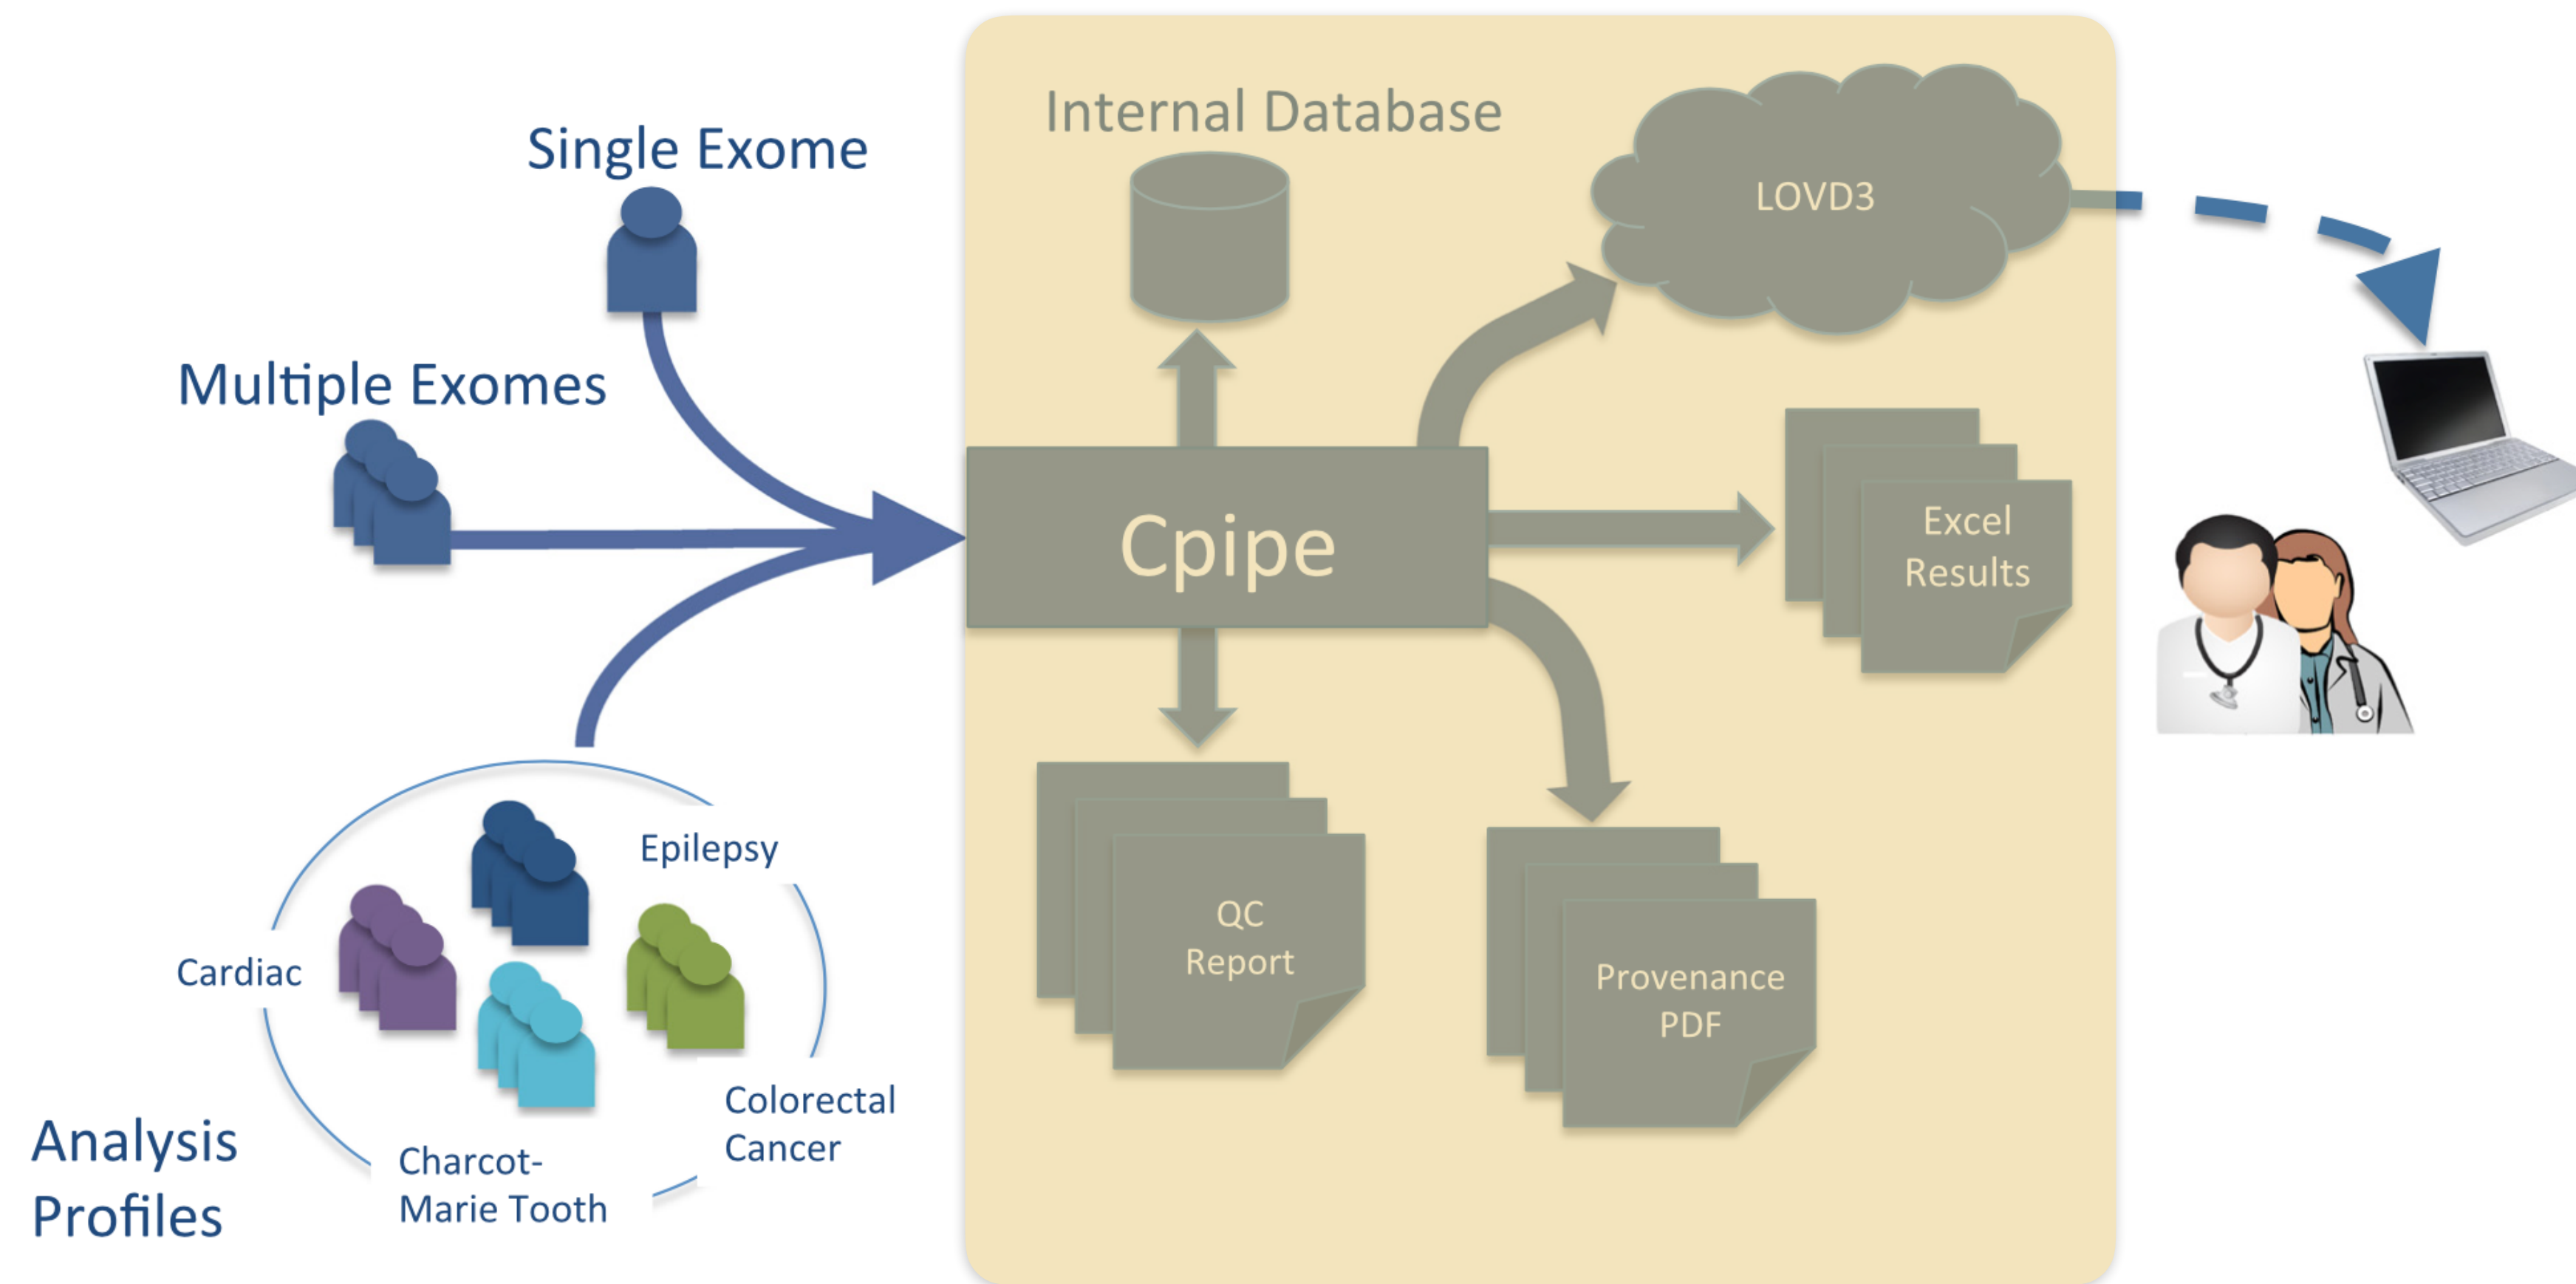 Internal Database
Single Exome
LOVD3
Multiple Exomes
Cpipe
Excel
Results
Epilepsy
QC
Report
Cardiac
Provenance
PDF
Colorectal
Cancer
Analysis
Profiles
Charcot-
Marie Tooth